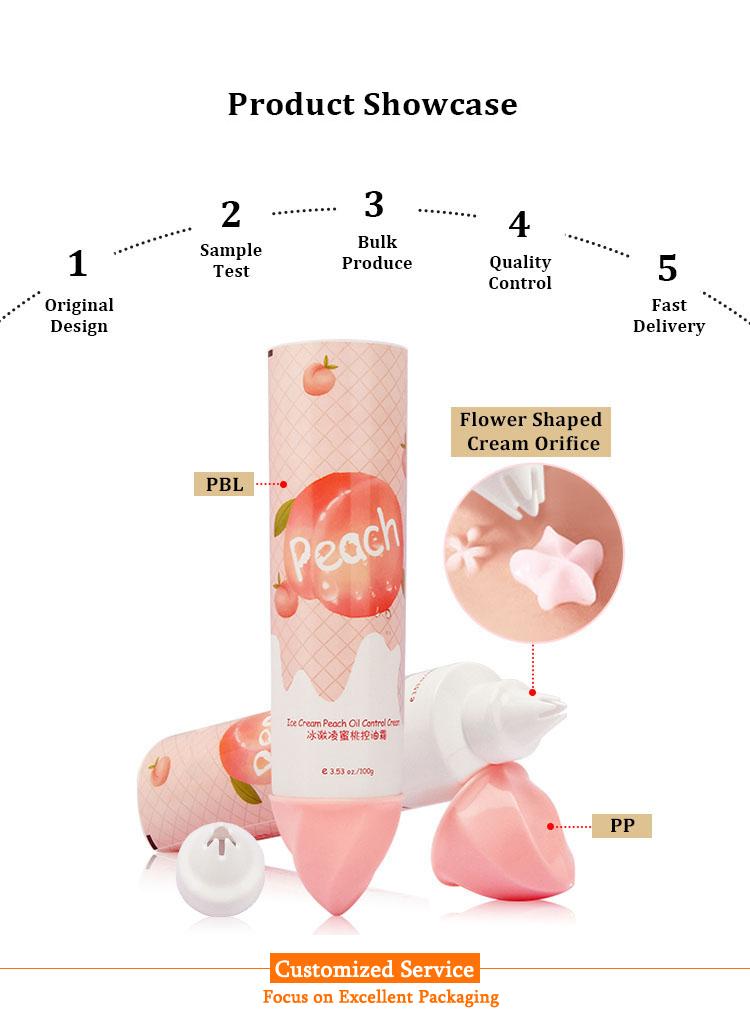 Product Showcase
1
Original
Design
2
Sample
Test
3
Bulk
Produce
4
Quality
Control
5
Fast
Delivery
Flower Shaped
Cream Orifice
PBL
Peach
Ice Cream Peach Oil Control Cream
冰激凌蜜桃控油霜
e 3.53 oz./100g
PP
Customized Service
Focus on Excellent Packaging